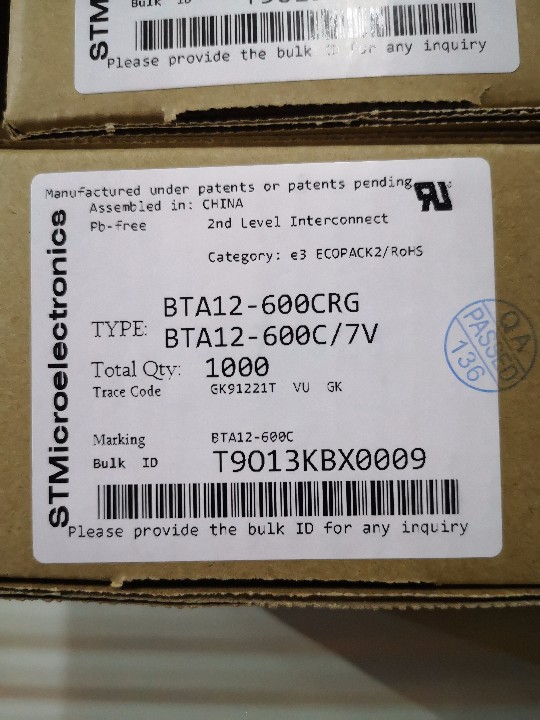 Bulk ID
STM
Please provide the bulk for any inquiry
Manufactured under patents or patents pending
Assembled in: CHINA
Pb-free 2nd Level Interconnect
Category: e3 ECOPACK2/RoHS
STMicroelectronics
BTA12-600CRG
TYPE: BTA12-600C/7V
Total Qty: 1000
Trace Code GK91221T VU GK
Marking BTA12-600C
Bulk ID T9013KBX0009
Please provide the bulk ID for any inquiry
QA
PASSED
136